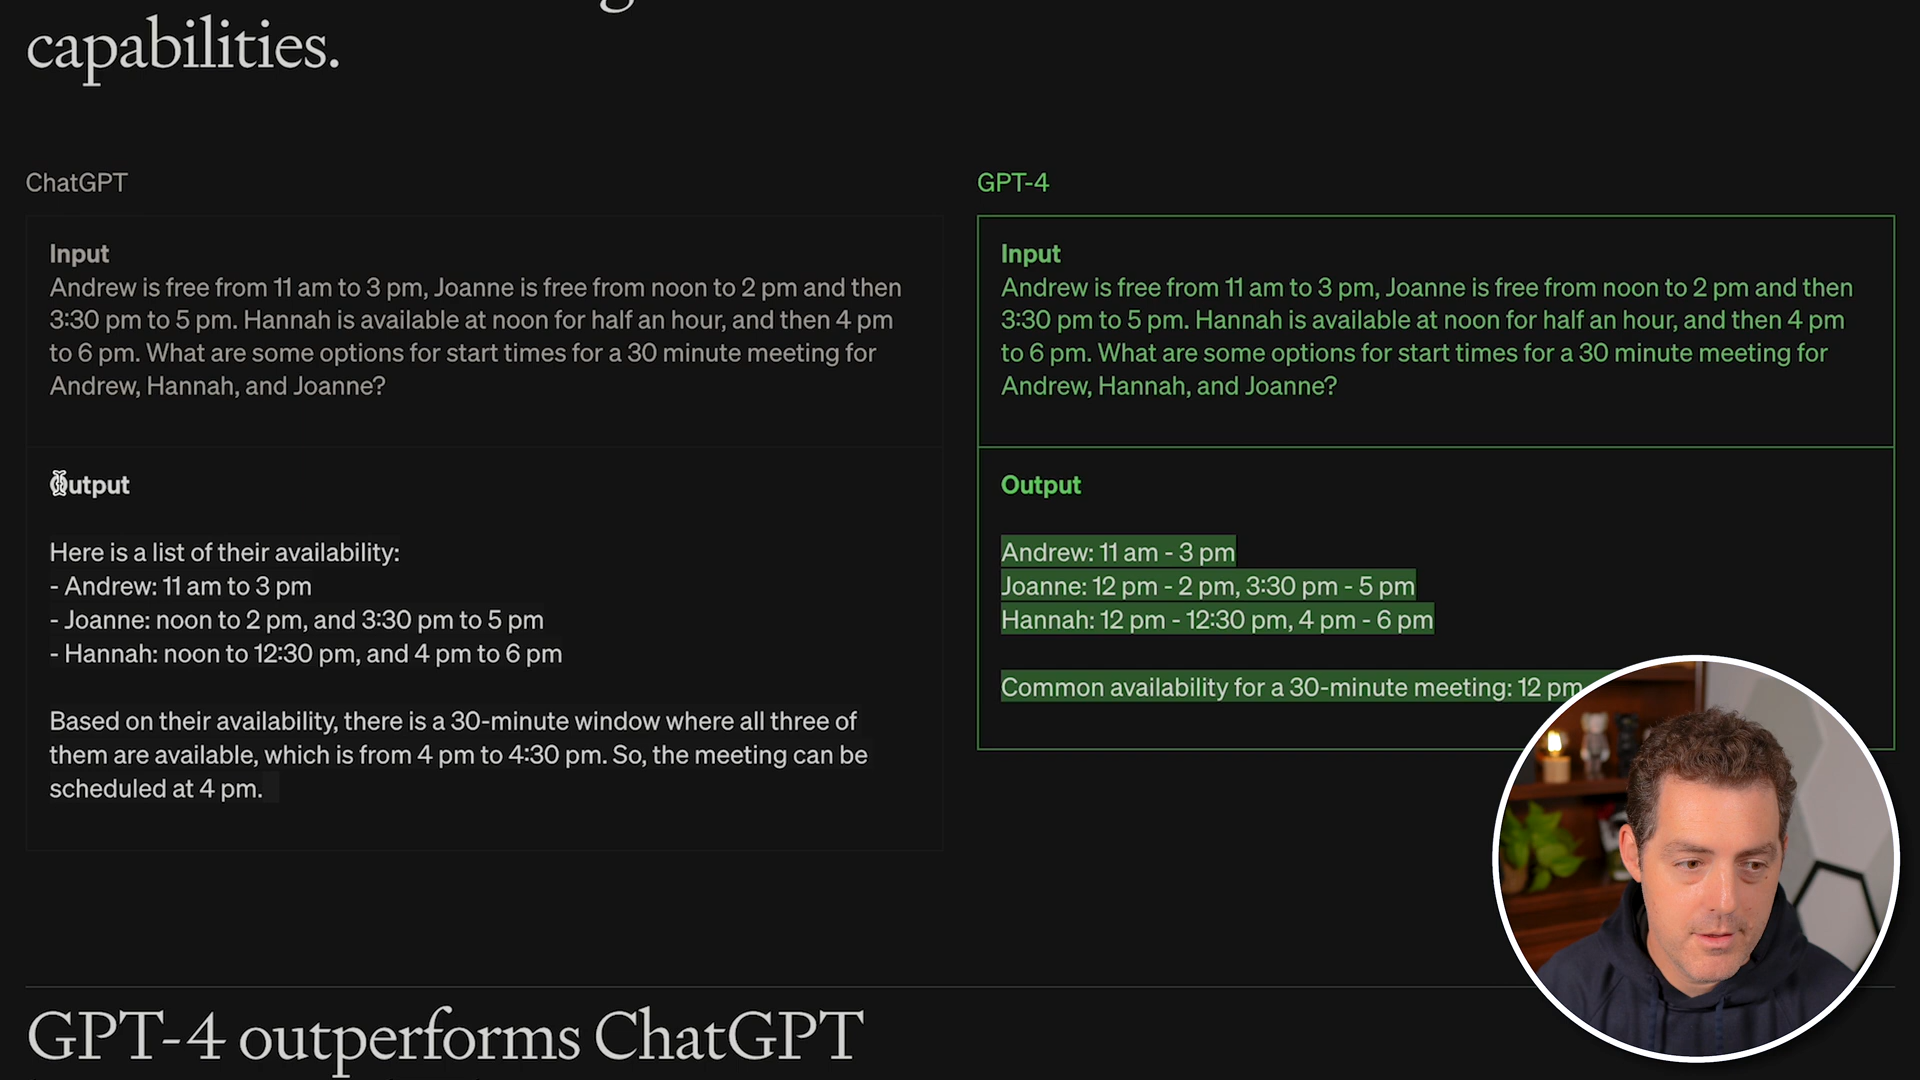 capabilities.
ChatGPT
Input
Andrew is free from 11 am to 3 pm, Joanne is free from noon to 2 pm and then
3:30 pm to 5 pm. Hannah is available at noon for half an hour, and then 4 pm
to 6 pm. What are some options for start times for a 30 minute meeting for
Andrew, Hannah, and Joanne?
Output
Here is a list of their availability:
- Andrew: 11 am to 3 pm
- Joanne: noon to 2 pm, and 3:30 pm to 5 pm
- Hannah: noon to 12:30 pm, and 4 pm to 6 pm
Based on their availability, there is a 30-minute window where all three of
them are available, which is from 4 pm to 4:30 pm. So, the meeting can be
scheduled at 4 pm.
GPT-4
Input
Andrew is free from 11 am to 3 pm, Joanne is free from noon to 2 pm and then
3:30 pm to 5 pm. Hannah is available at noon for half an hour, and then 4 pm
to 6 pm. What are some options for start times for a 30 minute meeting for
Andrew, Hannah, and Joanne?
Output
Andrew: 11 am - 3 pm
Joanne: 12 pm - 2 pm, 3:30 pm - 5 pm
Hannah: 12 pm - 12:30 pm, 4 pm - 6 pm
Common availability for a 30-minute meeting: 12 pm
GPT-4 outperforms ChatGPT